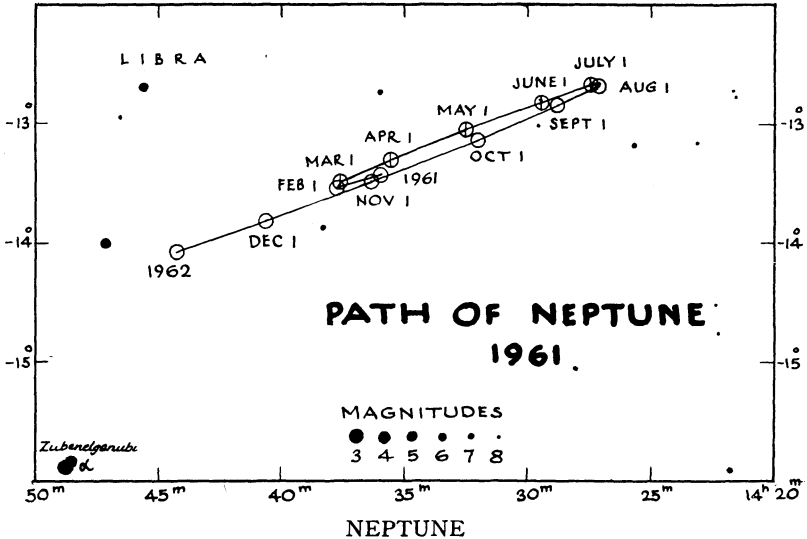 LIBRA
JULY 1
JUNE 1
AUG 1
MAY 1
SEPT 1
-13°
-13°
APRIL 1
OCT 1
MAR 1
FEB 1
1961
NOV 1
DEC 1
-14°
-14°
1962
PATH OF NEPTUNE
1961
-15°
-15°
MAGNITUDES
3 4 5 6 7 8
Zubenelgenubi
α
50m 45m 40m 35m 30m 25m 14h 20m
NEPTUNE